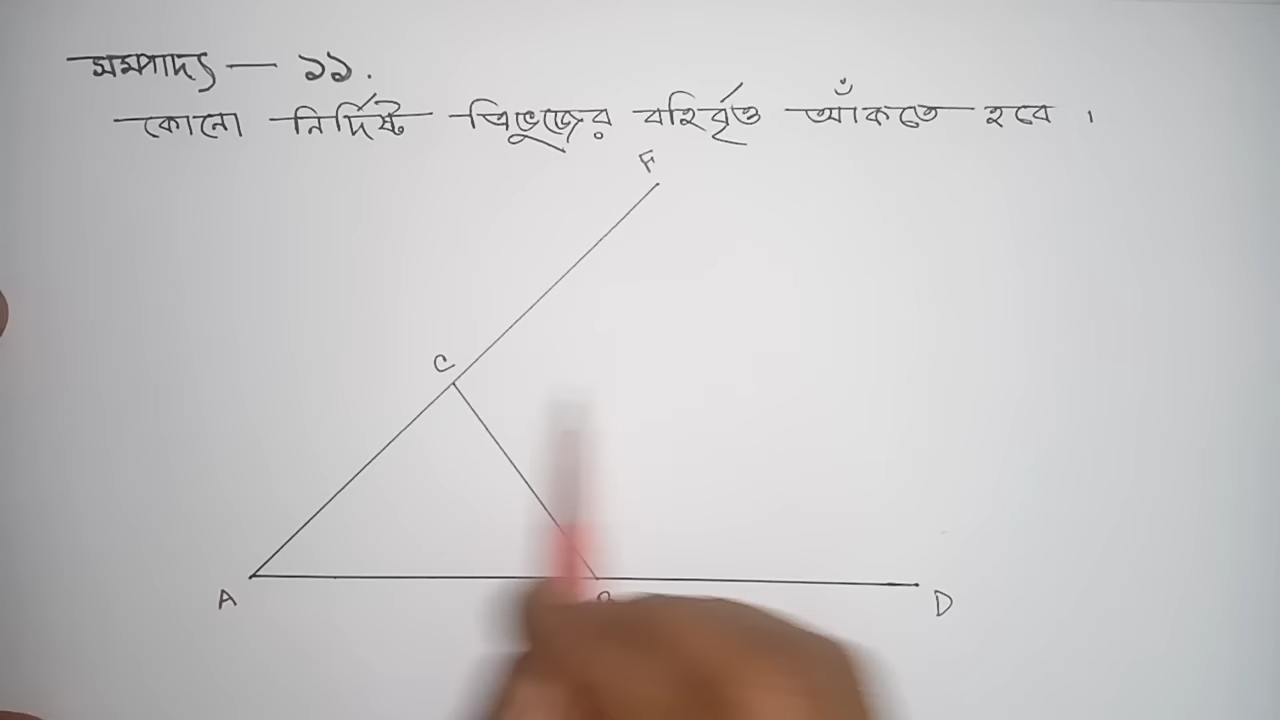 সম্পাদ্য — ১১.
কোনো নির্দিষ্ট ত্রিভুজের বহির্বৃত্ত আঁকতে হবে ।
F
C
A
D